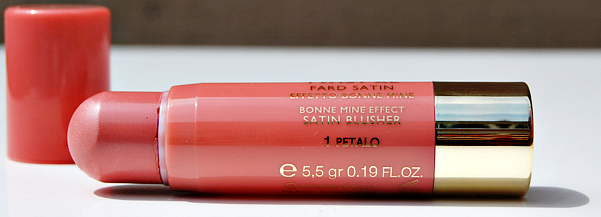 FARD SATIN
EFFETTO BONNE MINE
BONNE MINE EFFECT
SATIN BLUSHER
1 PETALO
e 5,5 gr 0.19 FL.OZ.